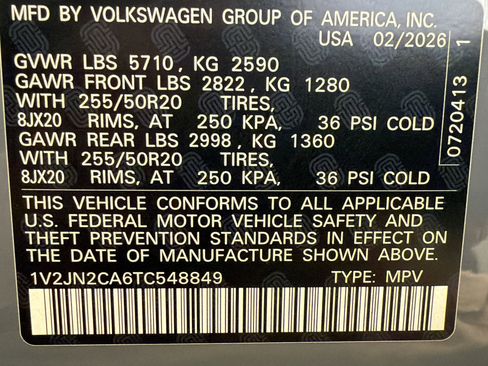 MFD BY VOLKSWAGEN GROUP OF AMERICA, INC.
USA 02/2026
GVWR LBS 5710, KG 2590
GAWR FRONT LBS 2822, KG 1280
WITH 255/50R20 TIRES,
8JX20 RIMS, AT 250 KPA, 36 PSI COLD
GAWR REAR LBS 2998, KG 1360
WITH 255/50R20 TIRES,
8JX20 RIMS, AT 250 KPA, 36 PSI COLD
THIS VEHICLE CONFORMS TO ALL APPLICABLE
U.S. FEDERAL MOTOR VEHICLE SAFETY AND
THEFT PREVENTION STANDARDS IN EFFECT ON
THE DATE OF MANUFACTURE SHOWN ABOVE.
1V2JN2CA6TC548849 TYPE: MPV
0720413 1